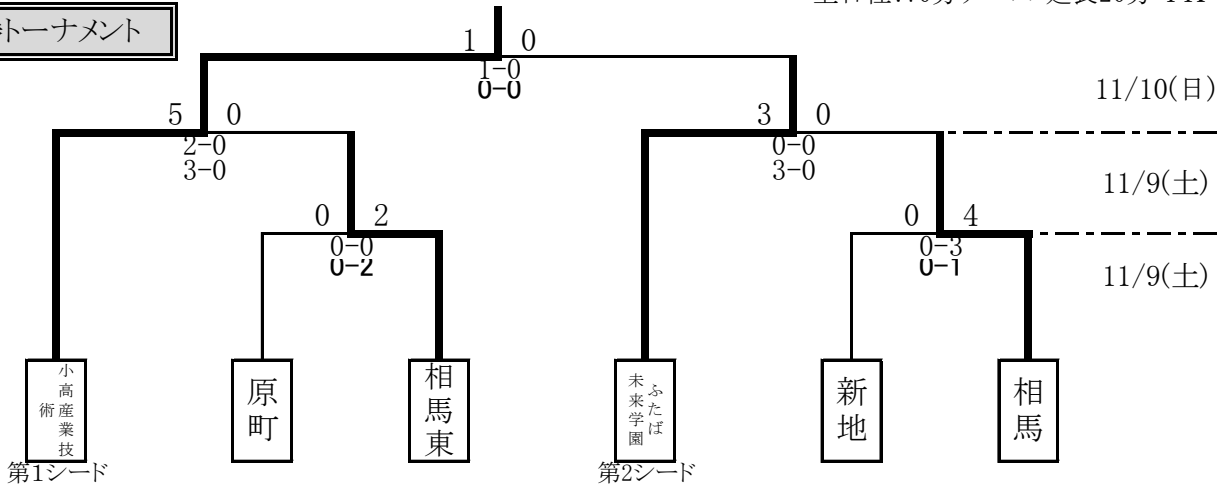 トーナメント
1 0
1-0
0-0
11/10(日)
5 0
2-0
3-0
3 0
0-0
3-0
11/9(土)
0 2
0-0
0-2
0 4
0-3
0-1
11/9(土)
小高産業技術
原町
相馬東
ふたば未来学園
新地
相馬
第1シード
第2シード